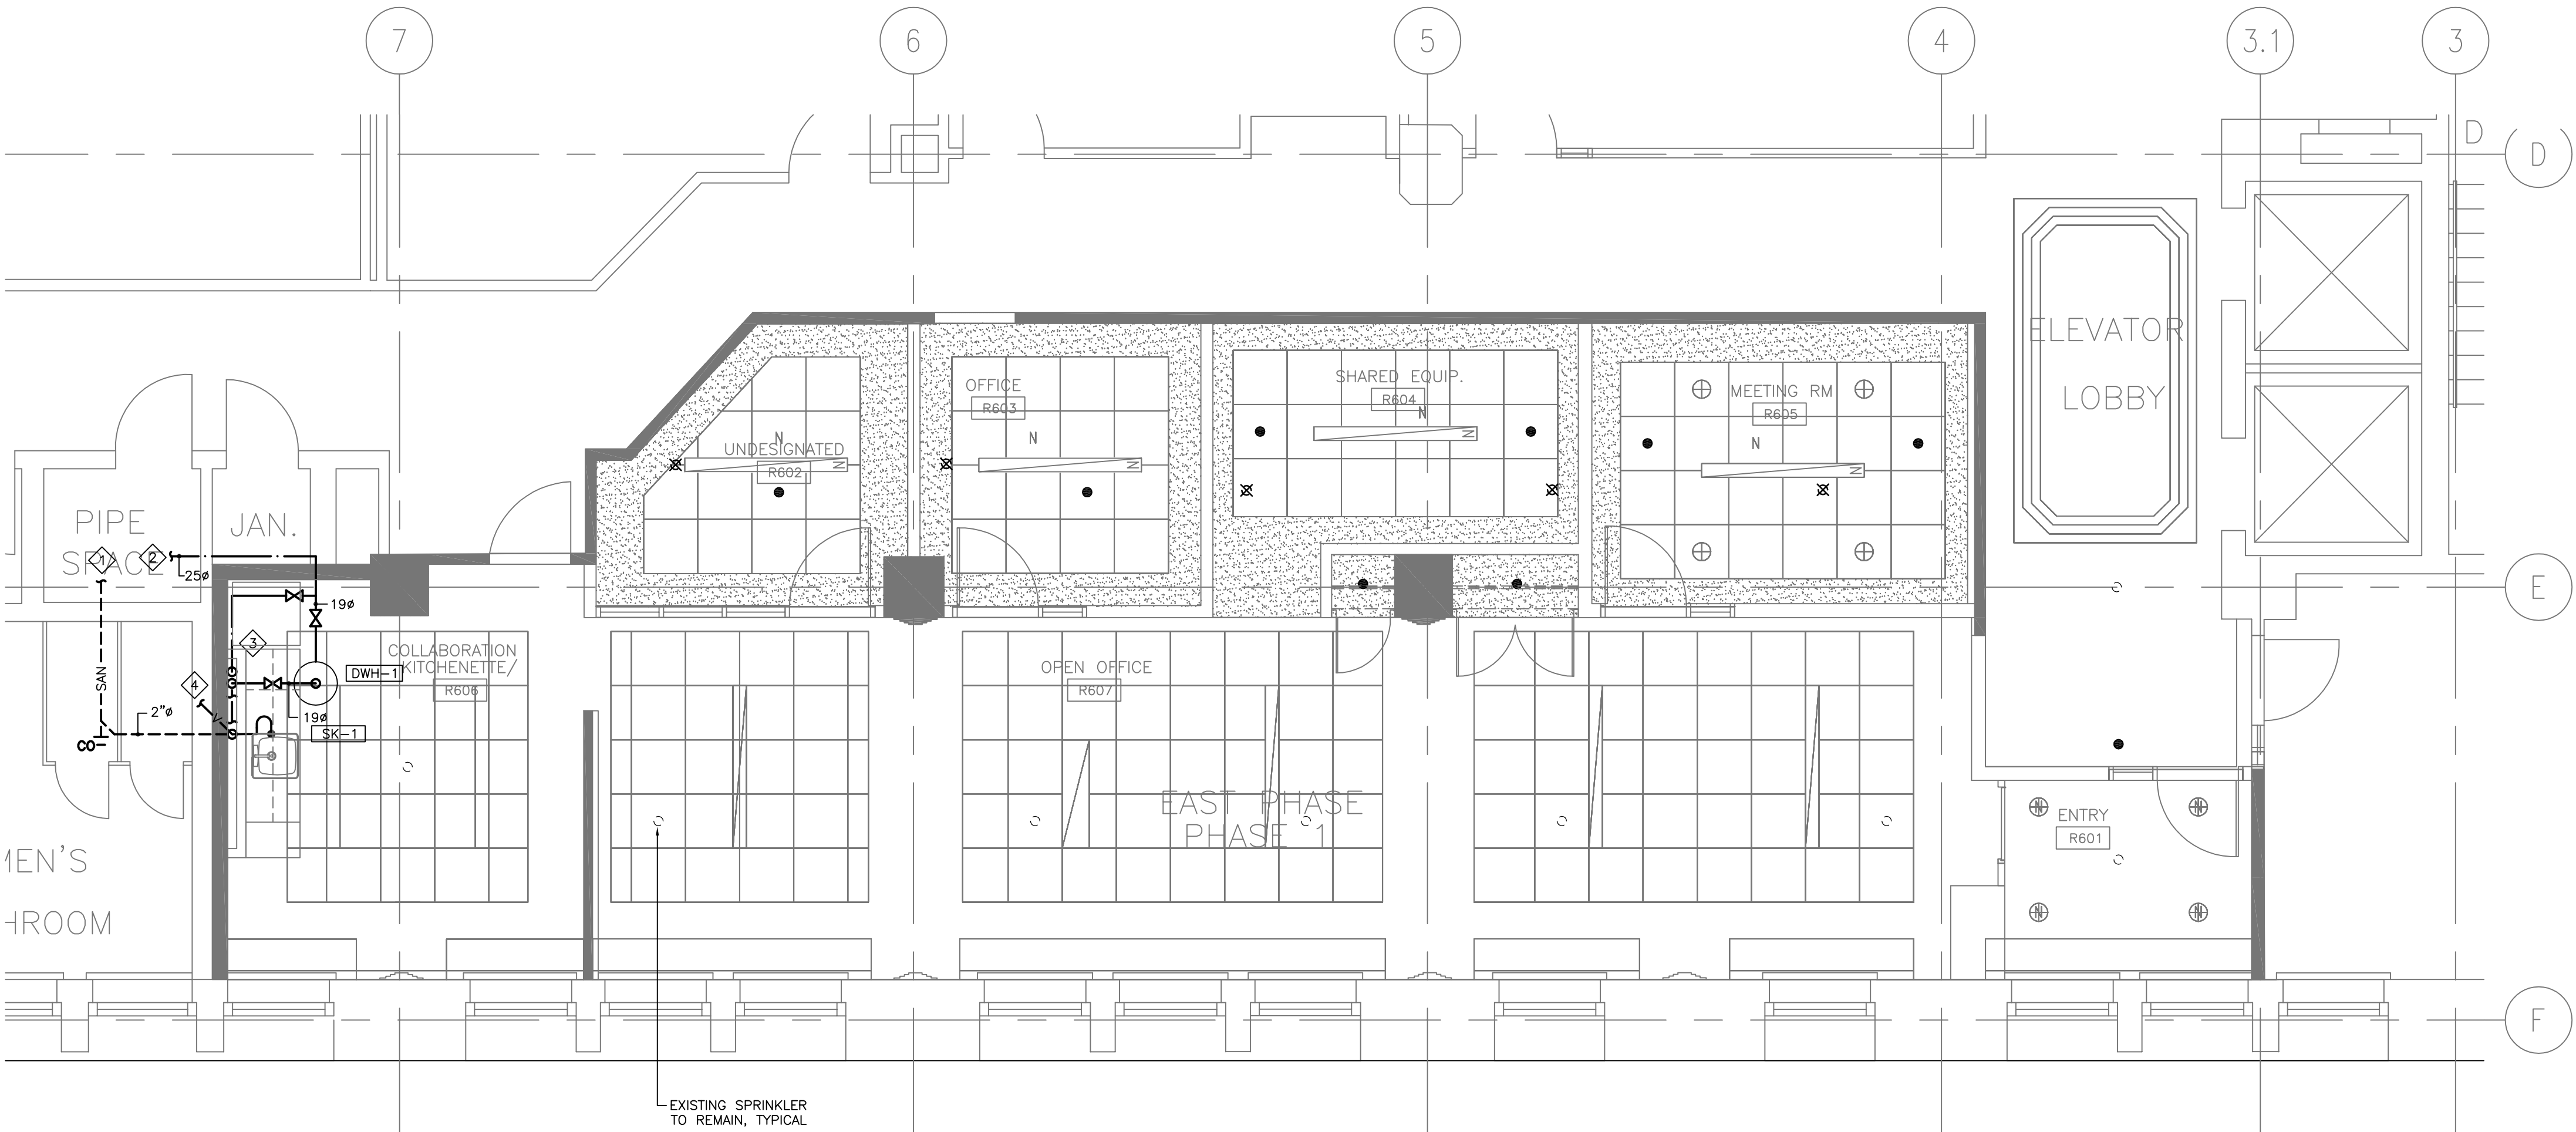 7
6
5
4
3.1
3
D
D
ELEVATOR
LOBBY
OFFICE
R603
N
N
SHARED EQUIP.
R604
N
N
MEETING RM
R605
N
N
N
UNDESIGNATED
R602
N
PIPE
SPACE
JAN.
1
2
25ø
19ø
E
3
COLLABORATION
KITCHENETTE/
R606
DWH-1
SAN
4
V
2"ø
19ø
SK-1
CO
OPEN OFFICE
R607
EAST PHASE
PHASE 1
N
N
ENTRY
R601
N
N
MEN'S
HROOM
F
EXISTING SPRINKLER
TO REMAIN, TYPICAL